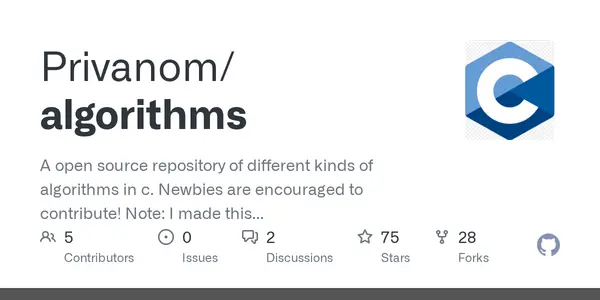 Privanom/
algorithms
C
A open source repository of different kinds of
algorithms in c. Newbies are encouraged to
contribute! Note: I made this...
5 0 2 75 28
Contributors Issues Discussions Stars Forks